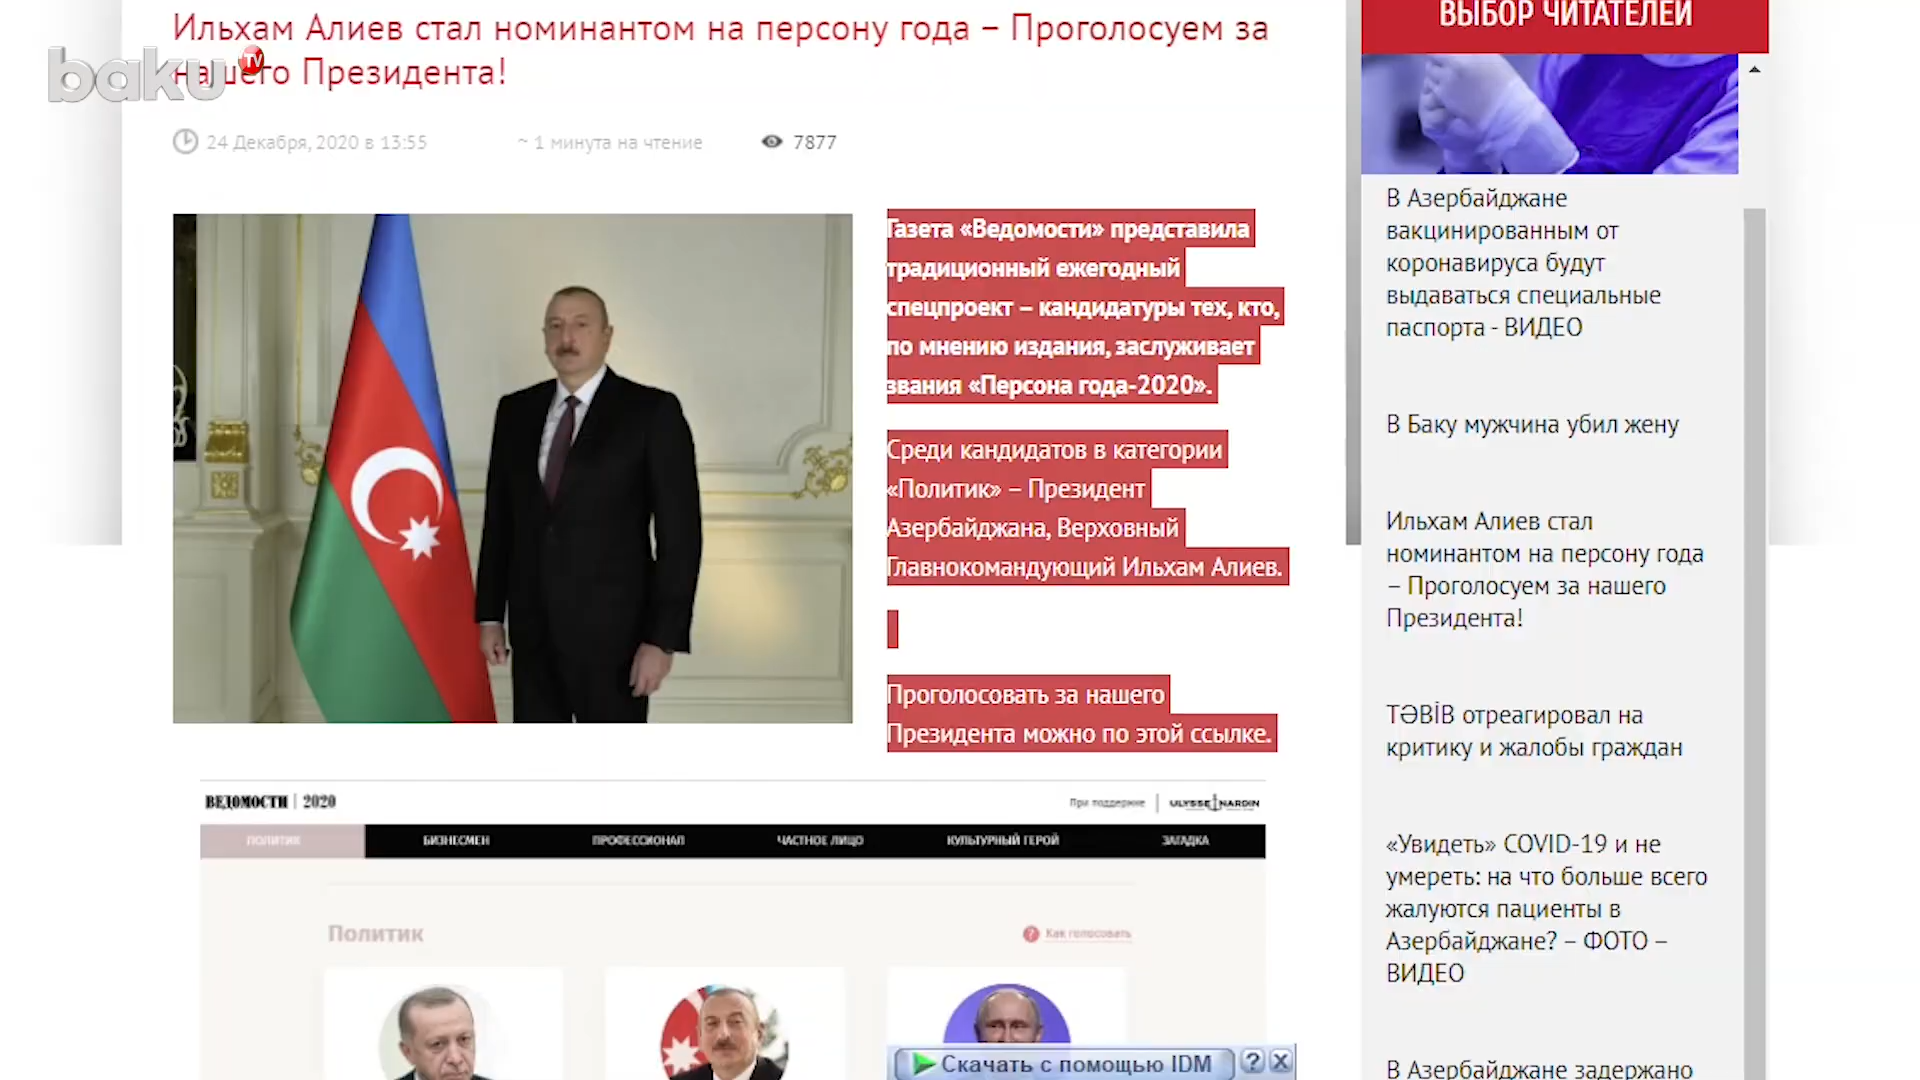 Ильхам Алиев стал номинантом на персону года – Проголосуем за
нашего Президента!
baku TV
24 Декабря, 2020 в 13:55
~ 1 минута на чтение
7877
Газета «Ведомости» представила
традиционный ежегодный
спецпроект – кандидатуры тех, кто,
по мнению издания, заслуживает
звания «Персона года-2020».
Среди кандидатов в категории
«Политик» – Президент
Азербайджана, Верховный
Главнокомандующий Ильхам Алиев.
Проголосовать за нашего
Президента можно по этой ссылке.
ВЕДОМОСТИ | 2020
При поддержке
ULYSSE NARDIN
ПОЛИТИК
БИЗНЕСМЕН
ПРОФЕССИОНАЛ
ЧАСТНОЕ ЛИЦО
КУЛЬТУРНЫЙ ГЕРОЙ
ЗАГАДКА
Политик
? Как голосовать
Скачать с помощью IDM ? X
ВЫБОР ЧИТАТЕЛЕЙ
В Азербайджане
вакцинированным от
коронавируса будут
выдаваться специальные
паспорта - ВИДЕО
В Баку мужчина убил жену
Ильхам Алиев стал
номинантом на персону года
– Проголосуем за нашего
Президента!
TƏBİB отреагировал на
критику и жалобы граждан
«Увидеть» COVID-19 и не
умереть: на что больше всего
жалуются пациенты в
Азербайджане? – ФОТО –
ВИДЕО
В Азербайджане задержано